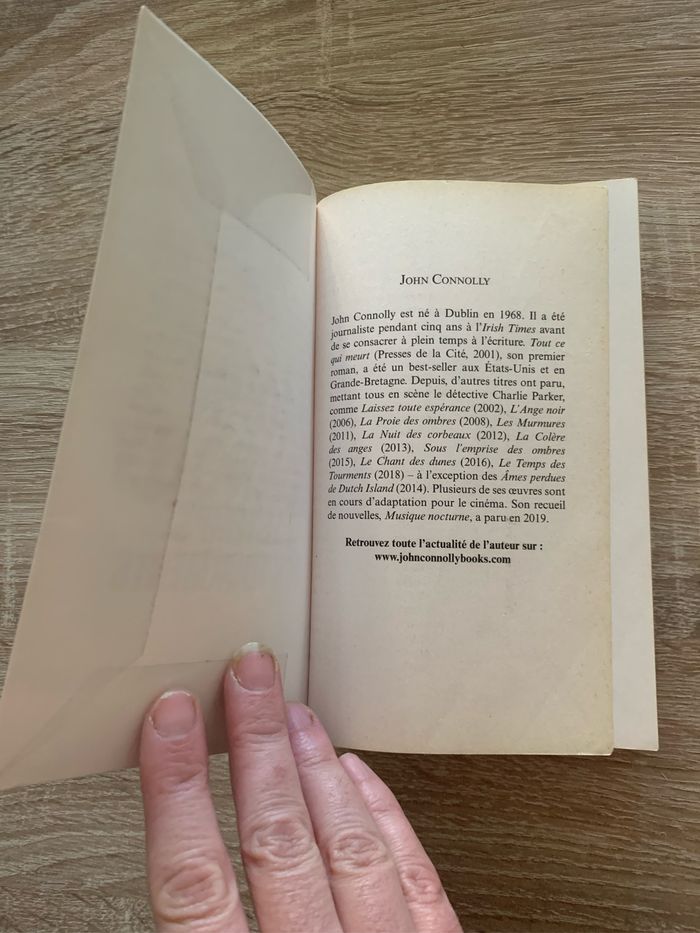 JOHN CONNOLLY
John Connolly est né à Dublin en 1968. Il a été
journaliste pendant cinq ans à l'Irish Times avant
de se consacrer à plein temps à l'écriture. Tout ce
qui meurt (Presses de la Cité, 2001), son premier
roman, a été un best-seller aux États-Unis et en
Grande-Bretagne. Depuis, d'autres titres ont paru,
mettant tous en scène le détective Charlie Parker,
comme Laissez toute espérance (2002), L'Ange noir
(2006), La Proie des ombres (2008), Les Murmures
(2011), La Nuit des corbeaux (2012), La Colère
des anges (2013), Sous l'emprise des ombres
(2015), Le Chant des dunes (2016), Le Temps des
Tourments (2018) – à l'exception des Âmes perdues
de Dutch Island (2014). Plusieurs de ses œuvres sont
en cours d'adaptation pour le cinéma. Son recueil
de nouvelles, Musique nocturne, a paru en 2019.
Retrouvez toute l'actualité de l'auteur sur :
www.johnconnollybooks.com